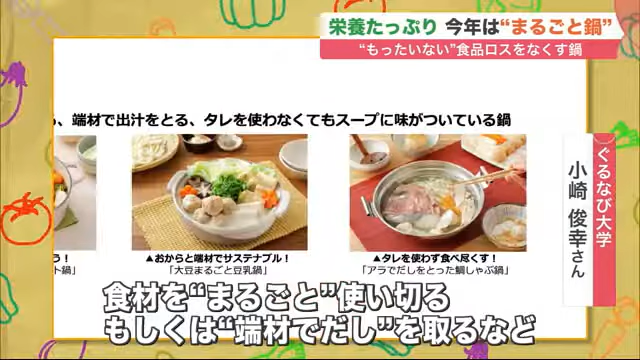 栄養たっぷり 今年は“まるごと鍋”
“もったいない”食品ロスをなくす鍋
、端材で出汁をとる、タレを使わなくてもスープに味がついている鍋
う!
ト鍋」
▲おからと端材でサステナブル!
「大豆まるごと豆乳鍋」
▲タレを使わず食べ尽くす!
「アラでだしをとった鯛しゃぶ鍋」
ぐるなび大学
小崎 俊幸さん
食材を“まるごと”使い切る
もしくは“端材でだし”を取るなど